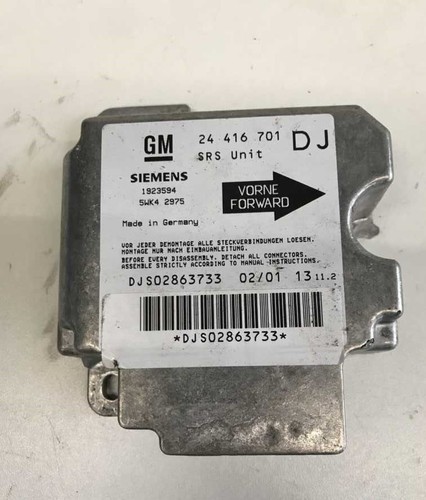 GM 24 416 701 DJ
SRS Unit
SIEMENS
1923594
5WK4 2975
VORNE
FORWARD
Made in Germany
VOR JEDER DEMONTAGE ALLE STECKVERBINDUNGEN LOESEN.
MONTAGE NUR NACH EINBAUANLEITUNG.
BEFORE EVERY DISASSEMBLY, DETACH ALL CONNECTORS.
ASSEMBLE STRICTLY ACCORDING TO MANUAL-INSTRUCTIONS.
DJS02863733 02/01 13 11.2
*DJS02863733*